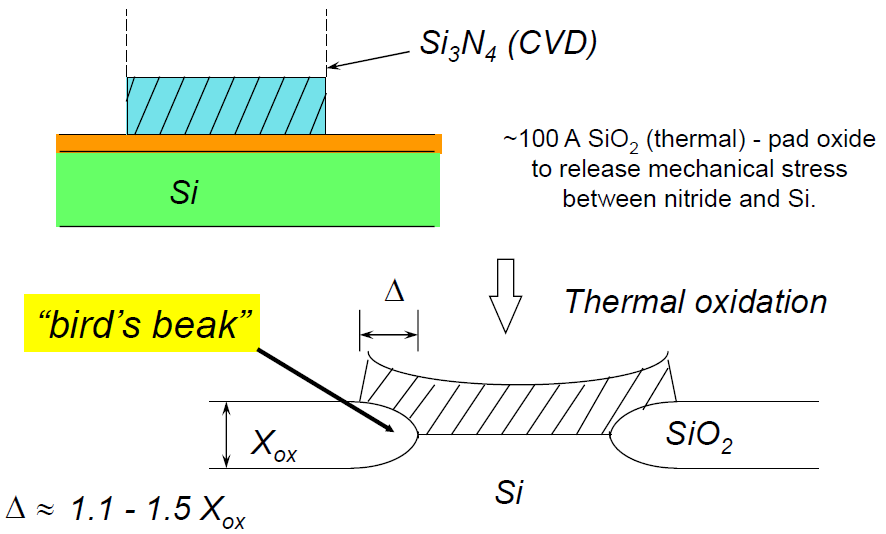 Si₃N₄ (CVD)
~100 A SiO₂ (thermal) - pad oxide
to release mechanical stress
between nitride and Si.
Si
Δ
Thermal oxidation
“bird’s beak”
Xₒₓ
SiO₂
Si
Δ ≈ 1.1 - 1.5 Xₒₓ